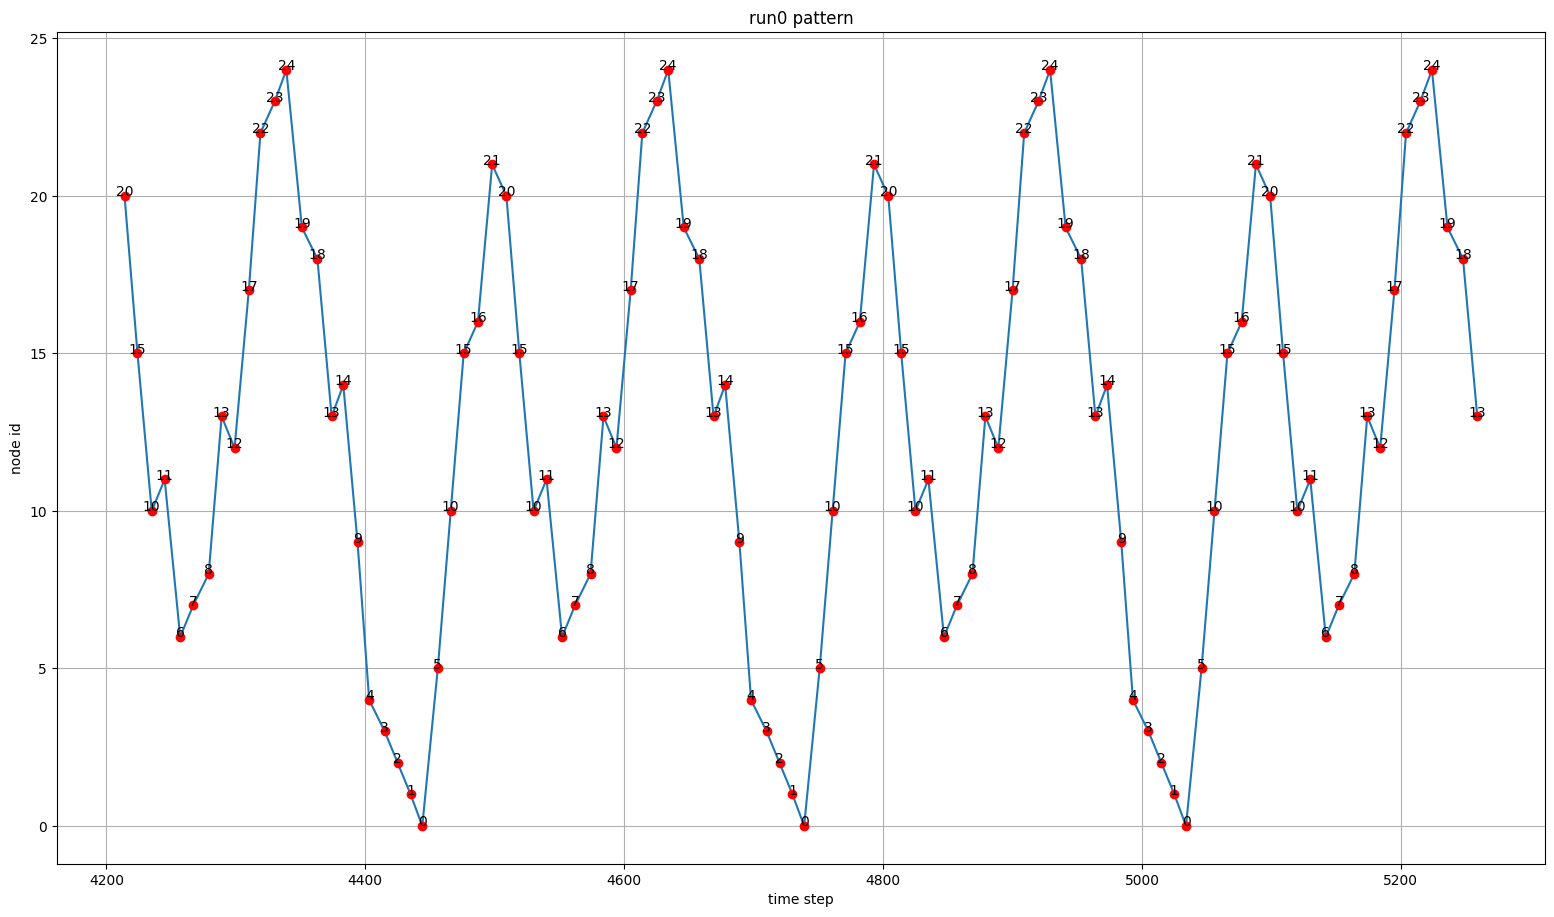 run0 pattern
25
24 24 24 24
23 23 23 23
22 22 22 22
21 21 21
20 20 20 20 20
19 19 19 19
18 18 18 18
17 17 17 17
16 16 16
15 15 15 15 15 15 15 15
14 14 14
13 13 13 13 13 13 13 13
12 12 12 12
11 11 11 11
10 10 10 10 10 10 10 10
9 9 9
8 8 8 8
7 7 7 7
6 6 6 6
5 5 5 5
4 4 4
3 3 3
2 2 2
1 1 1
0 0 0 0
node id
4200 4400 4600 4800 5000 5200
time step